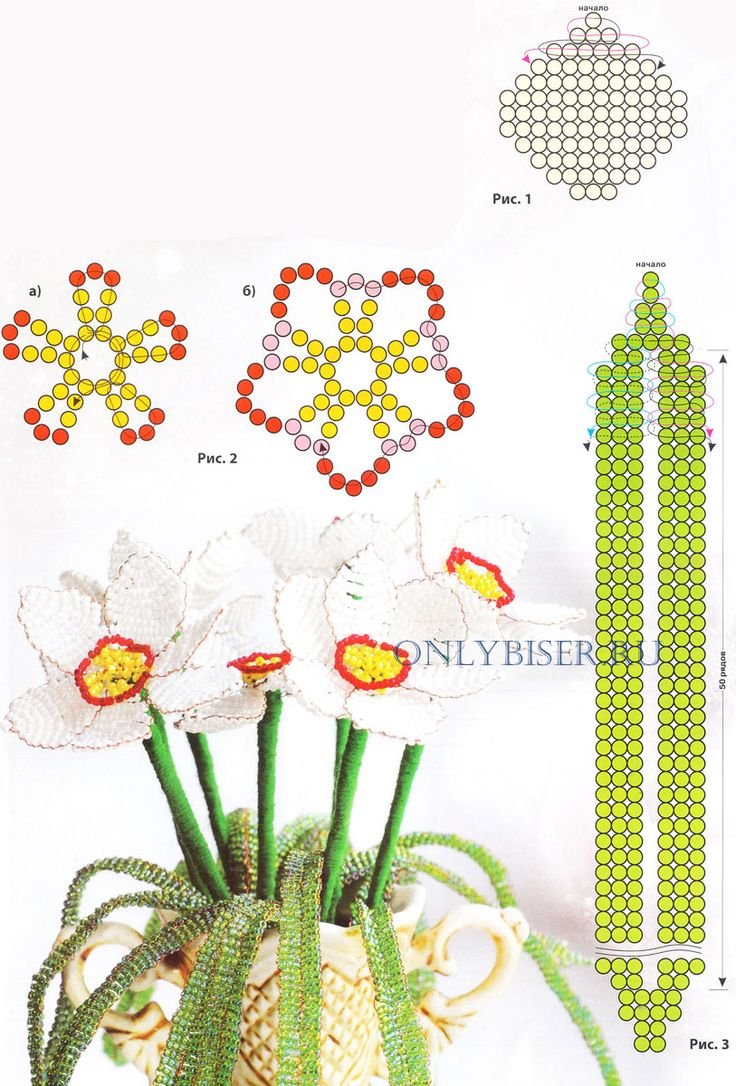 начало
Рис. 1
а)
б)
начало
Рис. 2
ONLYBISER.RU
50 рядов
Рис. 3